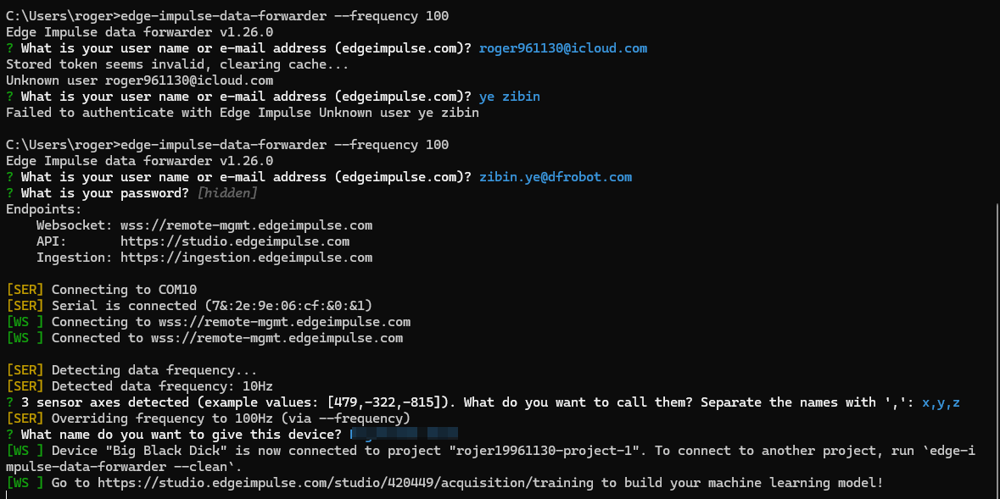 C:\Users\roger>edge-impulse-data-forwarder --frequency 100
Edge Impulse data forwarder v1.26.0
? What is your user name or e-mail address (edgeimpulse.com)? roger961130@icloud.com
Stored token seems invalid, clearing cache...
Unknown user roger961130@icloud.com
? What is your user name or e-mail address (edgeimpulse.com)? ye zibin
Failed to authenticate with Edge Impulse Unknown user ye zibin
C:\Users\roger>edge-impulse-data-forwarder --frequency 100
Edge Impulse data forwarder v1.26.0
? What is your user name or e-mail address (edgeimpulse.com)? zibin.ye@dfrobot.com
? What is your password? [hidden]
Endpoints:
Websocket: wss://remote-mgmt.edgeimpulse.com
API: https://studio.edgeimpulse.com
Ingestion: https://ingestion.edgeimpulse.com
[SER] Connecting to COM10
[SER] Serial is connected (7&:2e:9e:06:cf:&0:&1)
[WS ] Connecting to wss://remote-mgmt.edgeimpulse.com
[WS ] Connected to wss://remote-mgmt.edgeimpulse.com
[SER] Detecting data frequency...
[SER] Detected data frequency: 10Hz
? 3 sensor axes detected (example values: [479,-322,-815]). What do you want to call them? Separate the names with ',': x,y,z
[SER] Overriding frequency to 100Hz (via --frequency)
? What name do you want to give this device?
[WS ] Device "Big Black Dick" is now connected to project "rojer19961130-project-1". To connect to another project, run `edge-i
mpulse-data-forwarder --clean`.
[WS ] Go to https://studio.edgeimpulse.com/studio/420449/acquisition/training to build your machine learning model!